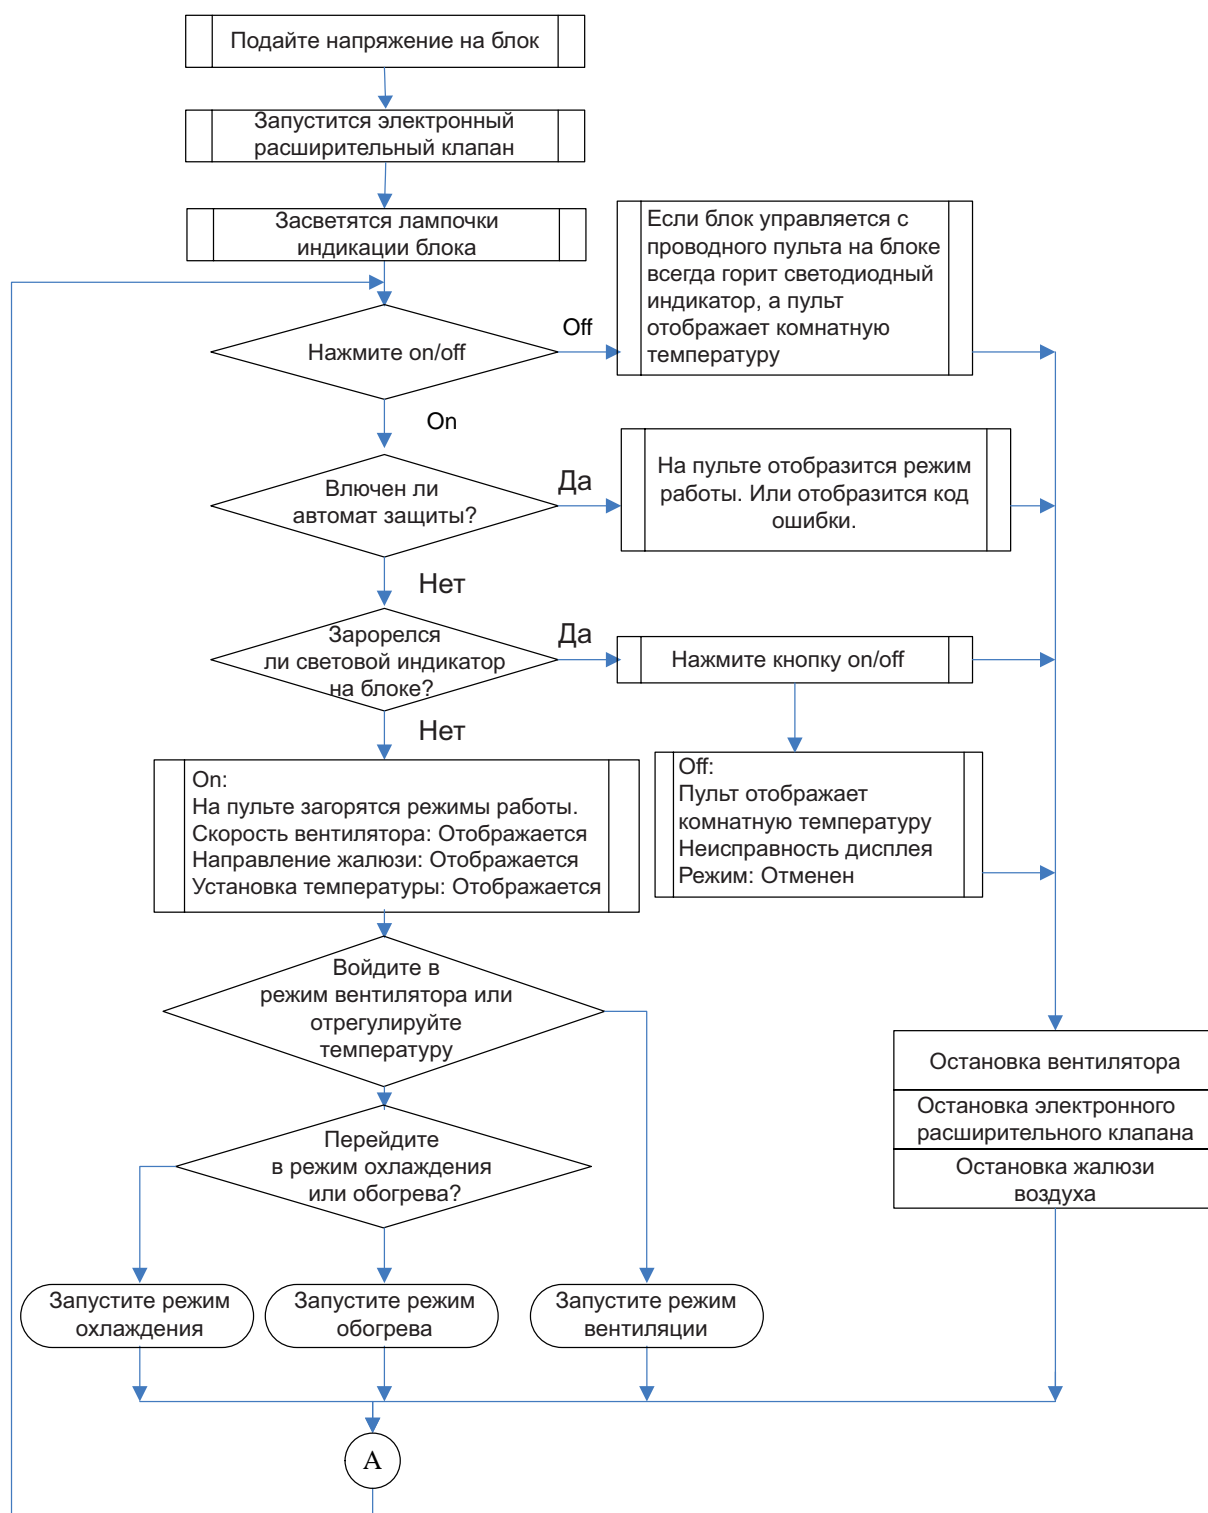 Подайте напряжение на блок
Запустится электронный
расширительный клапан
Засветятся лампочки
индикации блока
Если блок управляется с
проводного пульта на блоке
всегда горит светодиодный
индикатор, а пульт
отображает комнатную
температуру
Off
Нажмите on/off
On
Влючен ли
автомат защиты?
Да
На пульте отобразится режим
работы. Или отобразится код
ошибки.
Нет
Зарорелся
ли световой индикатор
на блоке?
Да
Нажмите кнопку on/off
Нет
On:
На пульте загорятся режимы работы.
Скорость вентилятора: Отображается
Направление жалюзи: Отображается
Установка температуры: Отображается
Off:
Пульт отображает
комнатную температуру
Неисправность дисплея
Режим: Отменен
Войдите в
режим вентилятора или
отрегулируйте
температуру
Остановка вентилятора
Остановка электронного
расширительного клапана
Остановка жалюзи
воздуха
Перейдите
в режим охлаждения
или обогрева?
Запустите режим
охлаждения
Запустите режим
обогрева
Запустите режим
вентиляции
A